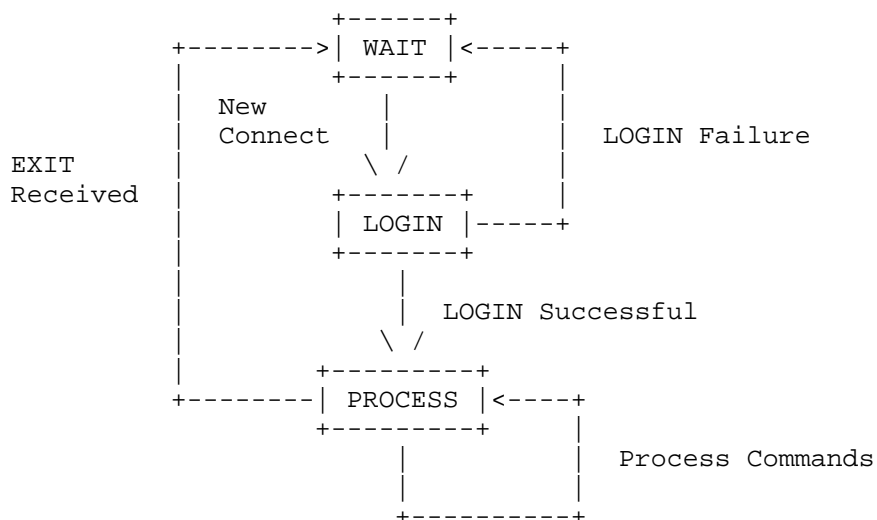 WAIT
New
Connect
LOGIN Failure
EXIT
Received
LOGIN
LOGIN Successful
PROCESS
Process Commands